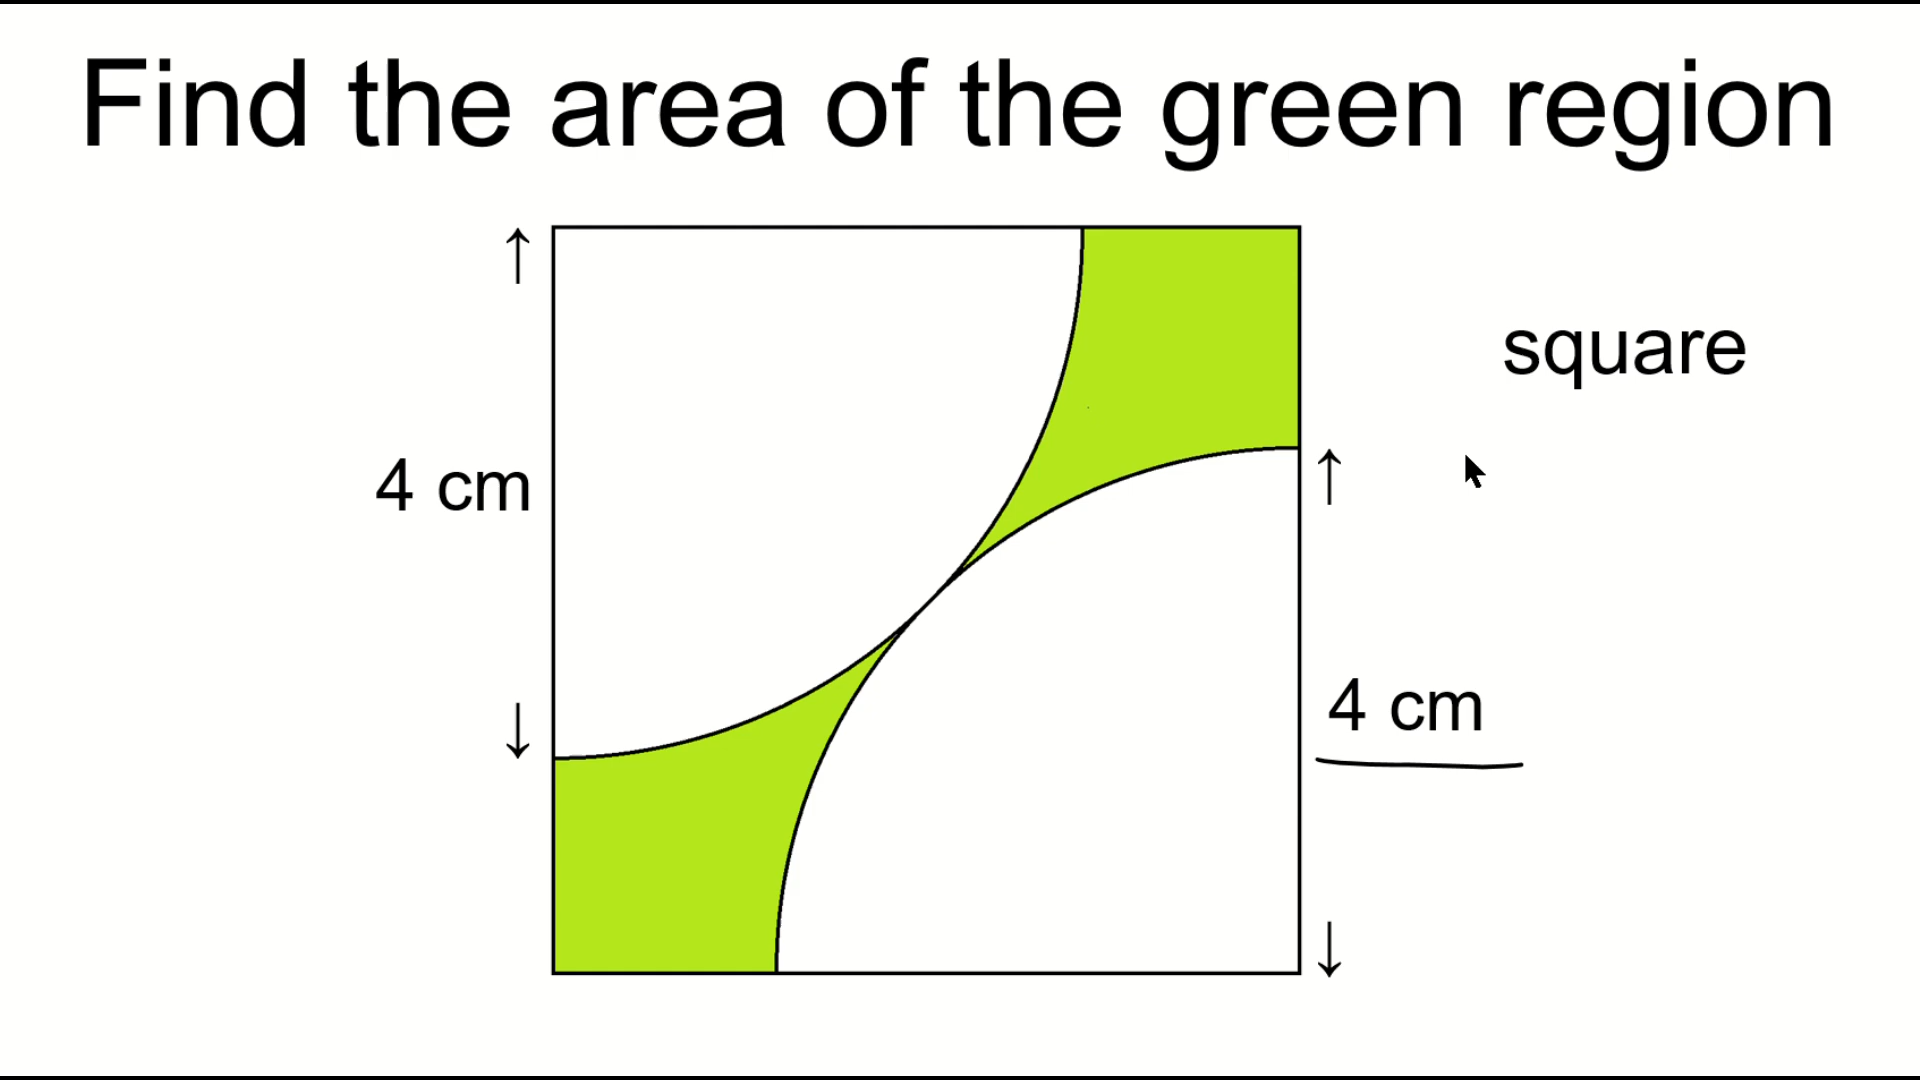 Find the area of the green region
square
4 cm
4 cm